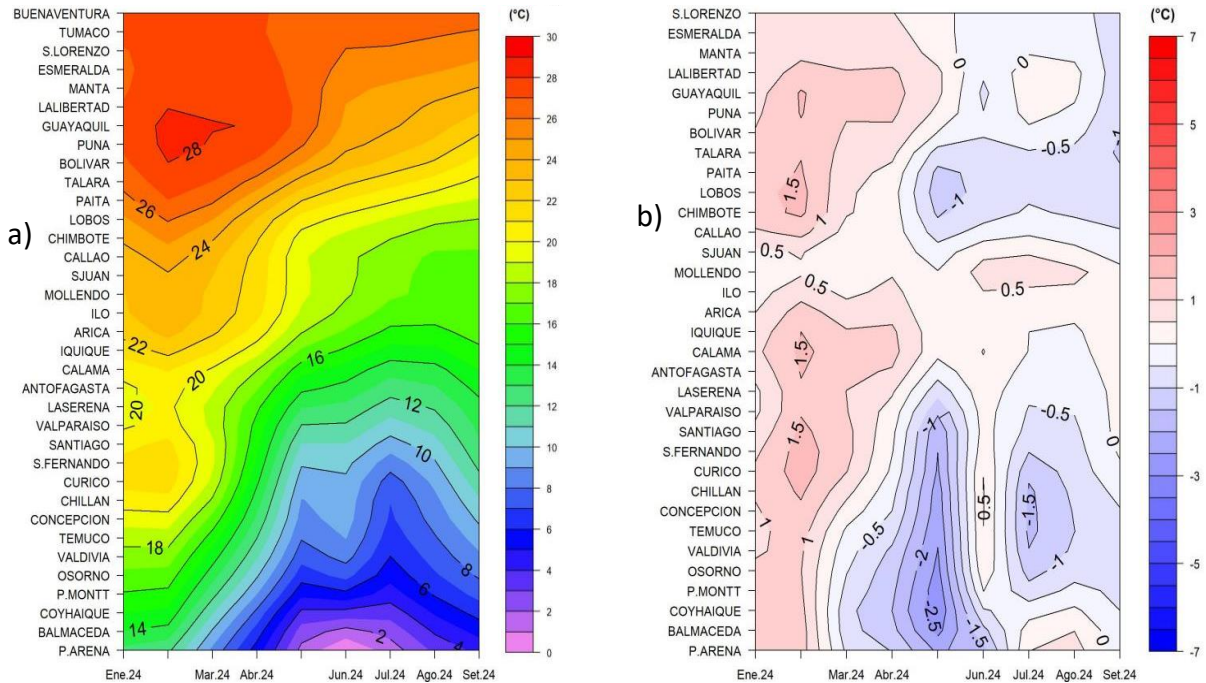 a)
(°C)
BUENAVENTURA
TUMACO
S.LORENZO
ESMERALDA
MANTA
LALIBERTAD
GUAYAQUIL
PUNA
BOLIVAR
TALARA
PAITA
LOBOS
CHIMBOTE
CALLAO
SJUAN
MOLLENDO
ILO
ARICA
IQUIQUE
CALAMA
ANTOFAGASTA
LASERENA
VALPARAISO
SANTIAGO
S.FERNANDO
CURICO
CHILLAN
CONCEPCION
TEMUCO
VALDIVIA
OSORNO
P.MONTT
COYHAIQUE
BALMACEDA
P.ARENA
28
26
24
22
20
20
16
12
10
18
8
6
14
2
4
Ene.24 Mar.24 Abr.24 Jun.24 Jul.24 Ago.24 Set.24
30
28
26
24
22
20
18
16
14
12
10
8
6
4
2
0
b)
(°C)
S.LORENZO
ESMERALDA
MANTA
LALIBERTAD
GUAYAQUIL
PUNA
BOLIVAR
TALARA
PAITA
LOBOS
CHIMBOTE
CALLAO
SJUAN
MOLLENDO
ILO
ARICA
IQUIQUE
CALAMA
ANTOFAGASTA
LASERENA
VALPARAISO
SANTIAGO
S.FERNANDO
CURICO
CHILLAN
CONCEPCION
TEMUCO
VALDIVIA
OSORNO
P.MONTT
COYHAIQUE
BALMACEDA
P.ARENA
0
0
-1
-0.5
1.5
-1
1
0.5
0.5
0.5
1.5
-0.5
-1
1.5
0
0.5
-1.5
1
1
-0.5
-2
-1
-2.5
-1.5
0
Ene.24 Mar.24 Abr.24 Jun.24 Jul.24 Ago.24 Set.24
7
5
3
1
-1
-3
-5
-7